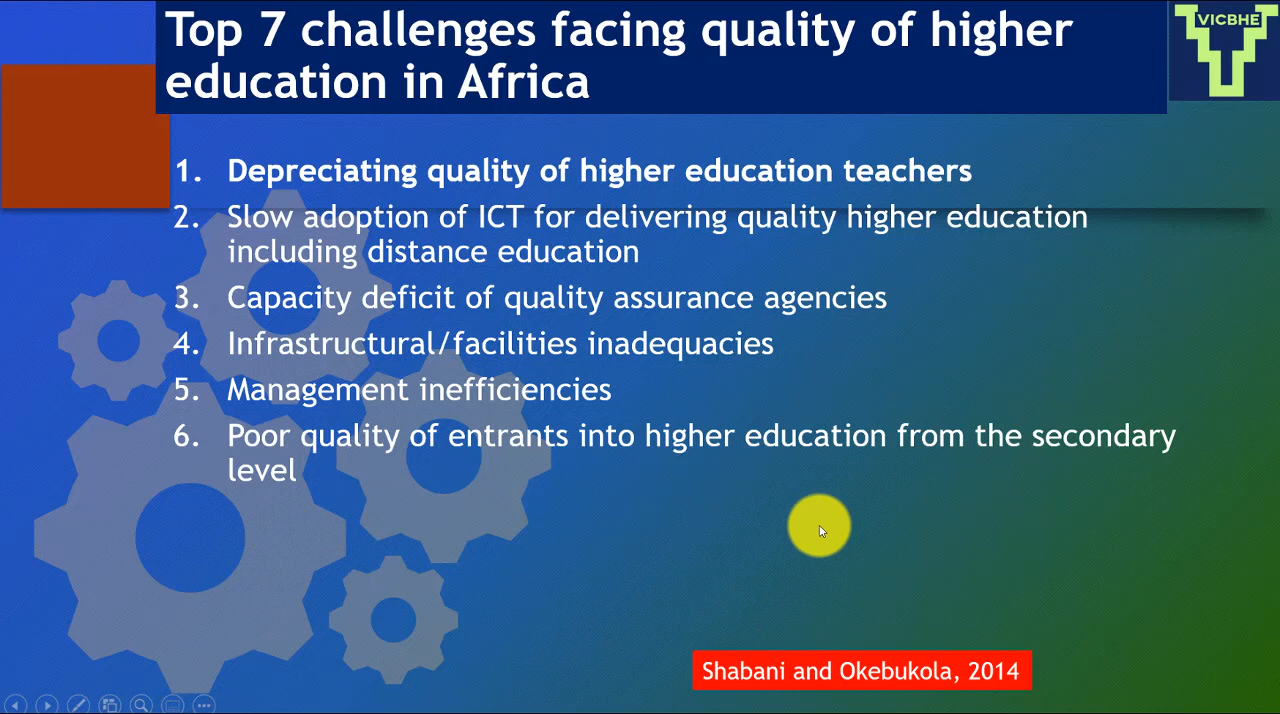 Top 7 challenges facing quality of higher
education in Africa
VICBHE
1. Depreciating quality of higher education teachers
2. Slow adoption of ICT for delivering quality higher education
including distance education
3. Capacity deficit of quality assurance agencies
4. Infrastructural/facilities inadequacies
5. Management inefficiencies
6. Poor quality of entrants into higher education from the secondary
level
Shabani and Okebukola, 2014